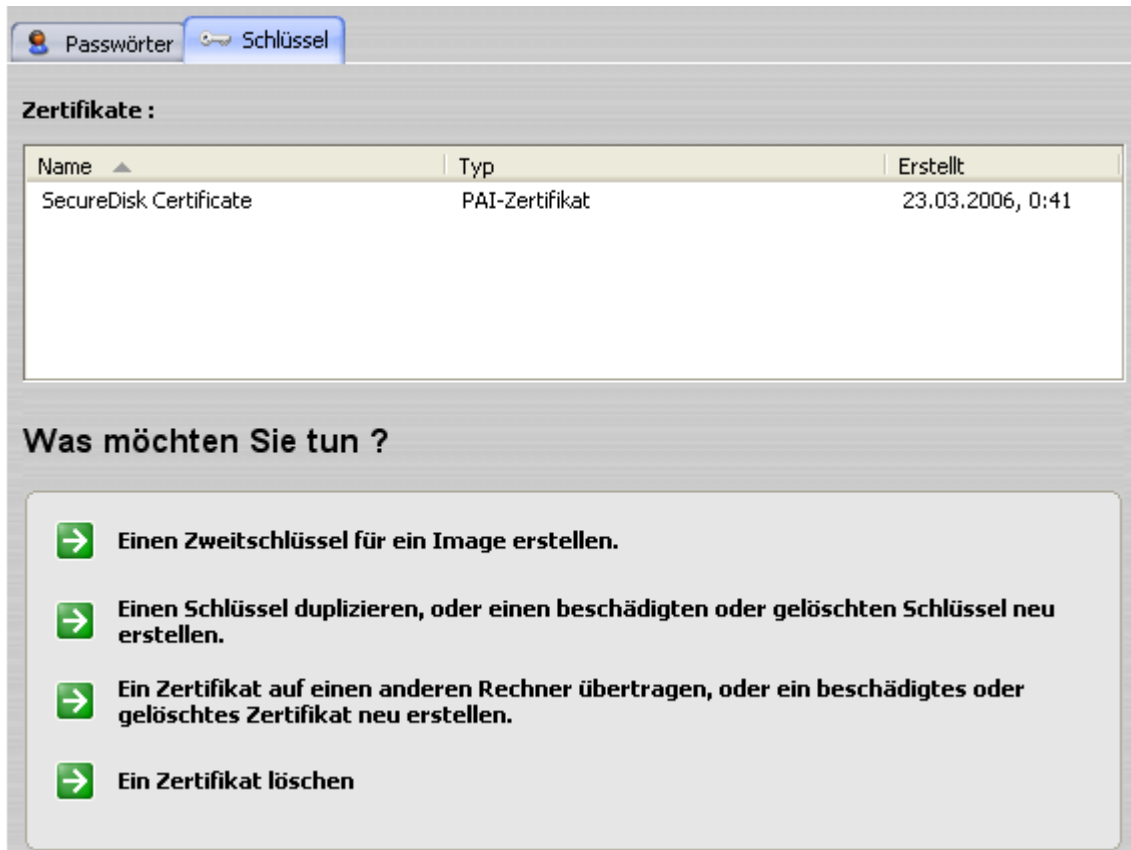 Passwörter Schlüssel
Zertifikate :
Name Typ Erstellt
SecureDisk Certificate PAI-Zertifikat 23.03.2006, 0:41
Was möchten Sie tun ?
Einen Zweitschlüssel für ein Image erstellen.
Einen Schlüssel duplizieren, oder einen beschädigten oder gelöschten Schlüssel neu
erstellen.
Ein Zertifikat auf einen anderen Rechner übertragen, oder ein beschädigtes oder
gelöschtes Zertifikat neu erstellen.
Ein Zertifikat löschen